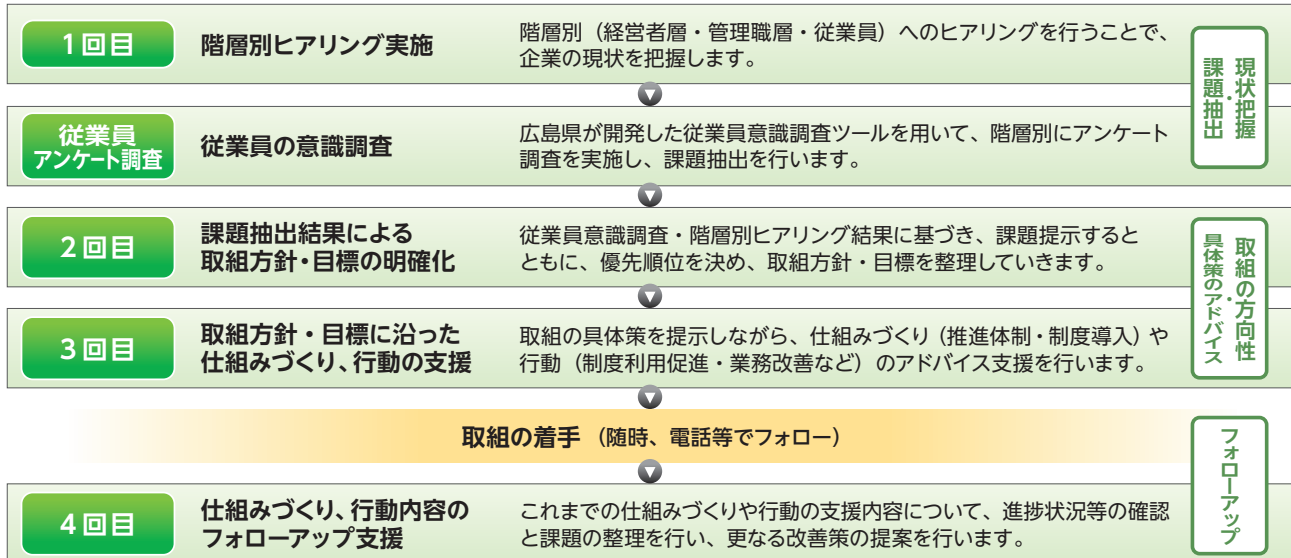 1回目
階層別ヒアリング実施
階層別（経営者層・管理職層・従業員）へのヒアリングを行うことで、
企業の現状を把握します。
現状把握・
課題抽出
従業員
アンケート調査
従業員の意識調査
広島県が開発した従業員意識調査ツールを用いて、階層別にアンケート
調査を実施し、課題抽出を行います。
2回目
課題抽出結果による
取組方針・目標の明確化
従業員意識調査・階層別ヒアリング結果に基づき、課題提示すると
ともに、優先順位を決め、取組方針・目標を整理していきます。
取組の方向性・
具体策のアドバイス
3回目
取組方針・目標に沿った
仕組みづくり、行動の支援
取組の具体策を提示しながら、仕組みづくり（推進体制・制度導入）や
行動（制度利用促進・業務改善など）のアドバイス支援を行います。
取組の着手（随時、電話等でフォロー）
フォローアップ
4回目
仕組みづくり、行動内容の
フォローアップ支援
これまでの仕組みづくりや行動の支援内容について、進捗状況等の確認
と課題の整理を行い、更なる改善策の提案を行います。